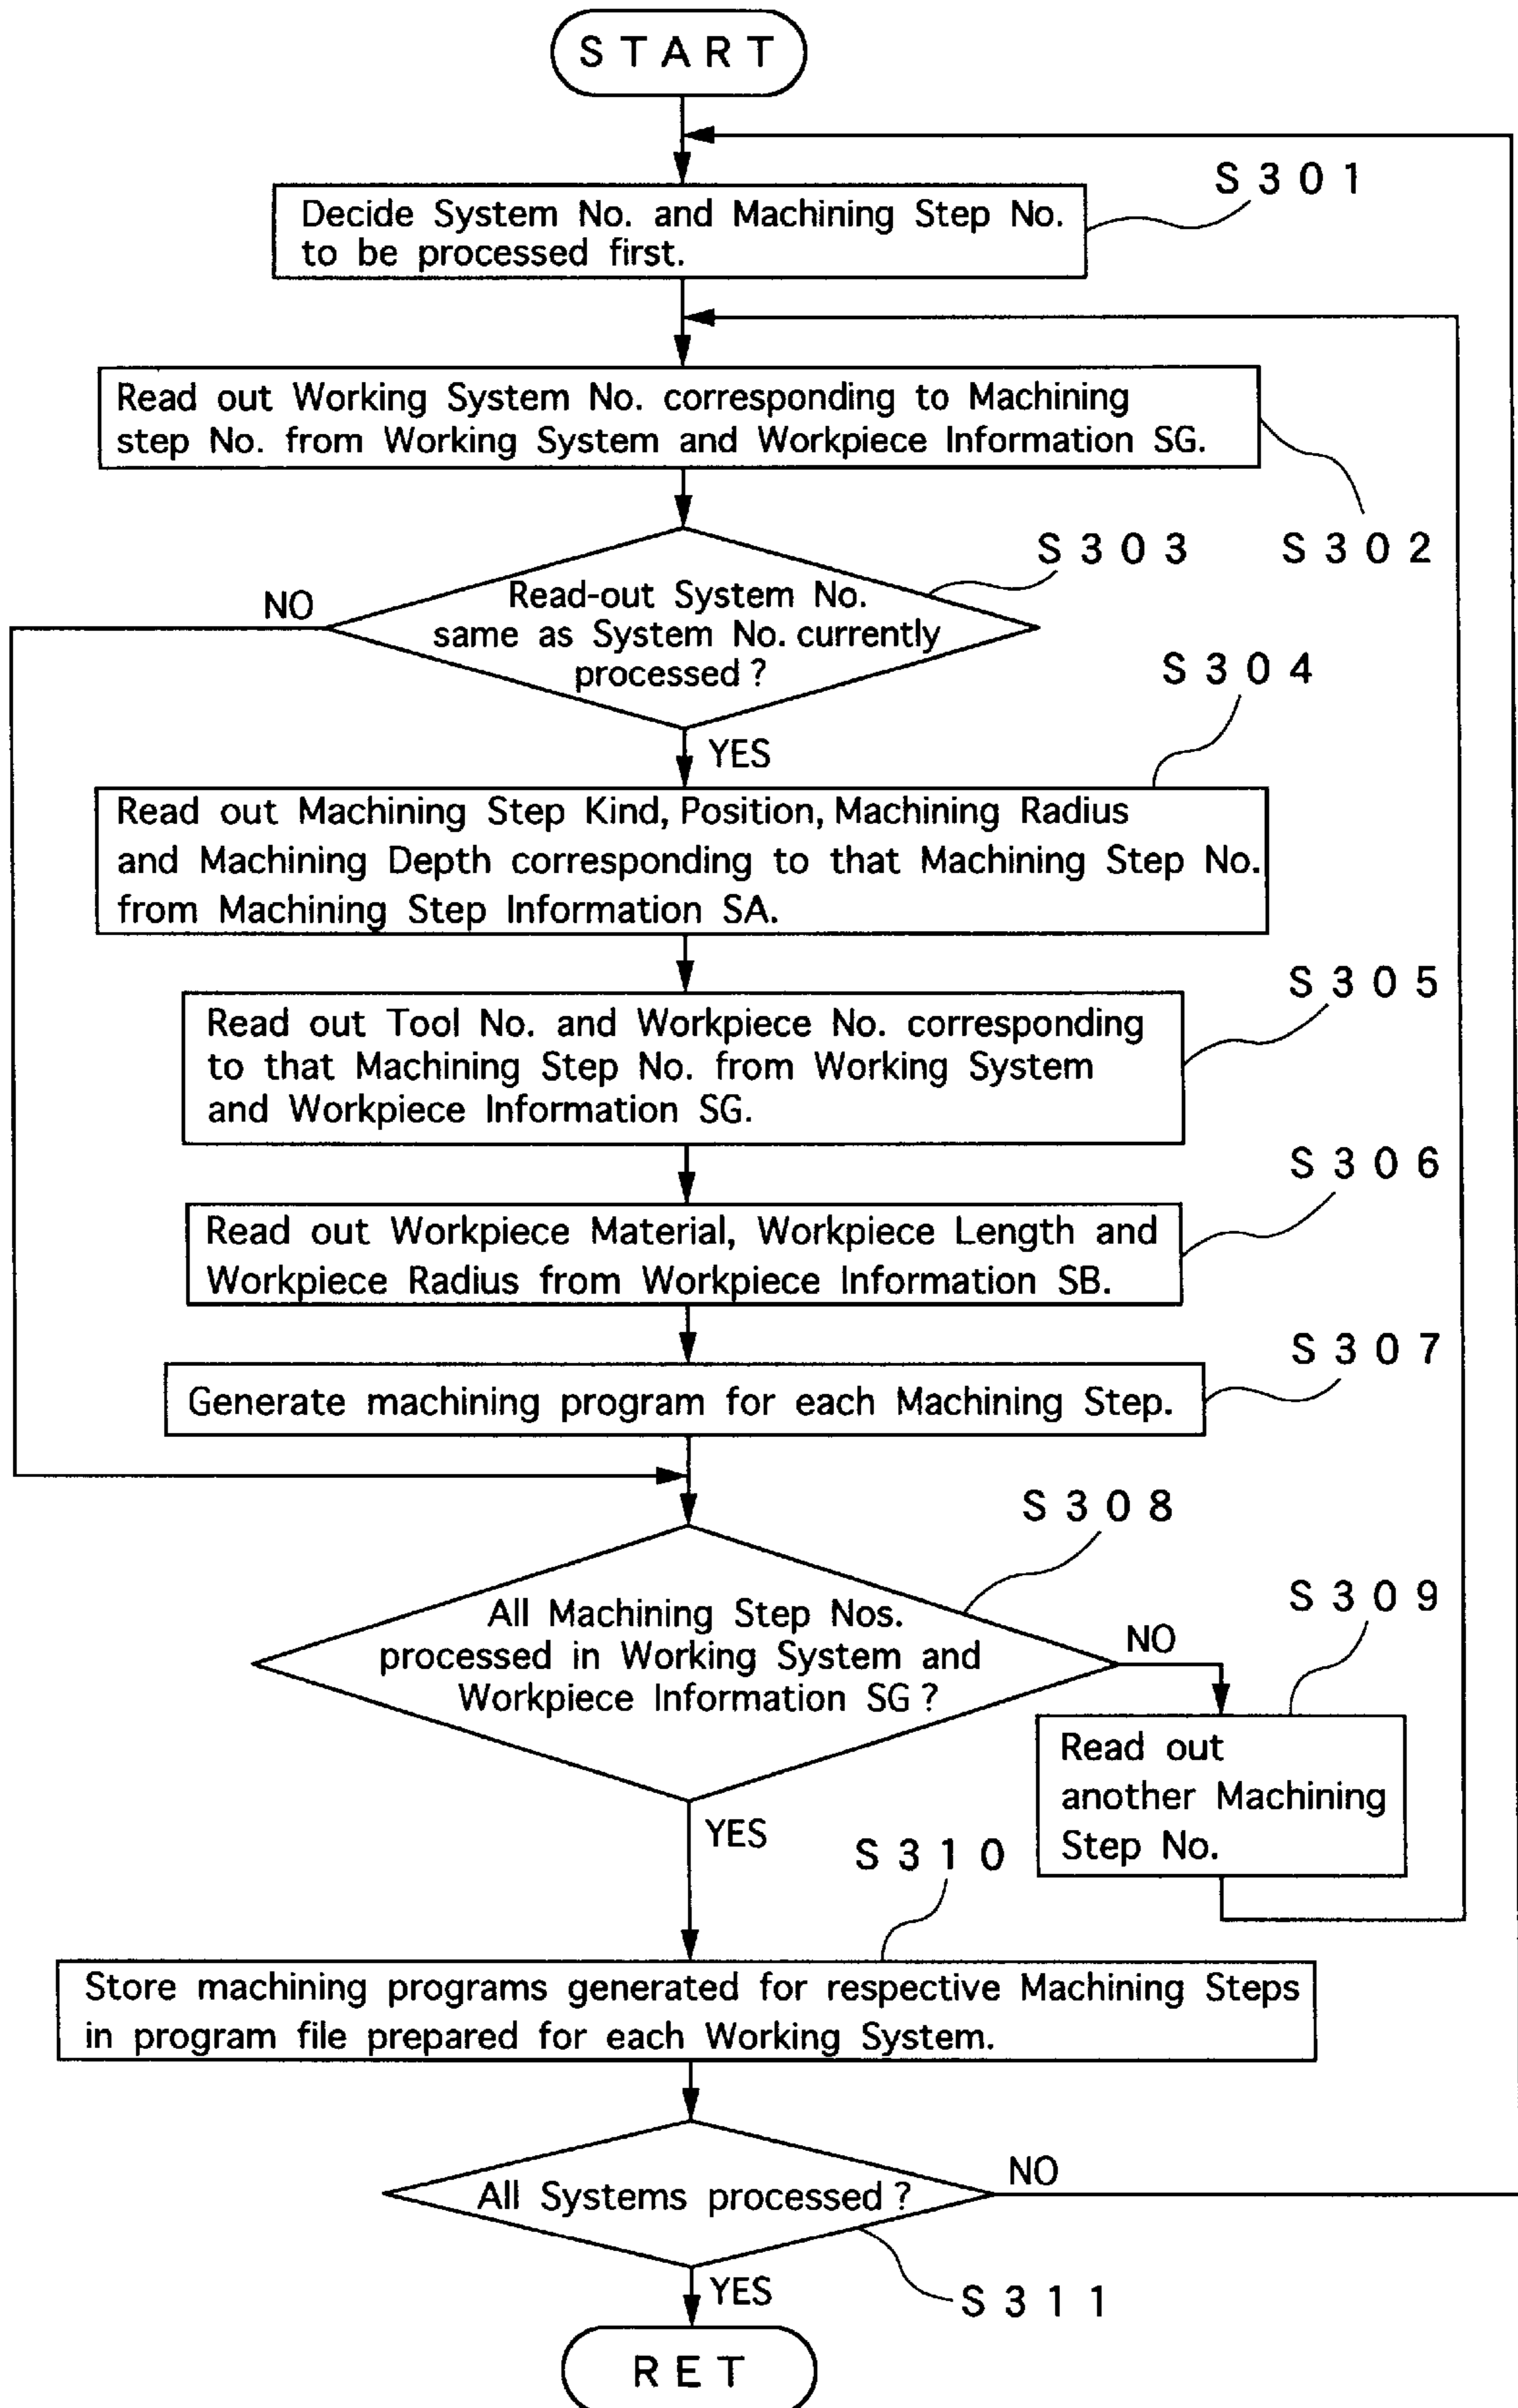 START
S301
Decide System No. and Machining Step No.
to be processed first.
Read out Working System No. corresponding to Machining
step No. from Working System and Workpiece Information SG.
S302
S303
NO
Read-out System No.
same as System No. currently
processed?
S304
YES
Read out Machining Step Kind, Position, Machining Radius
and Machining Depth corresponding to that Machining Step No.
from Machining Step Information SA.
S305
Read out Tool No. and Workpiece No. corresponding
to that Machining Step No. from Working System
and Workpiece Information SG.
S306
Read out Workpiece Material, Workpiece Length and
Workpiece Radius from Workpiece Information SB.
S307
Generate machining program for each Machining Step.
S308
All Machining Step Nos.
processed in Working System and
Workpiece Information SG?
NO
S309
Read out
another Machining
Step No.
YES
S310
Store machining programs generated for respective Machining Steps
in program file prepared for each Working System.
All Systems processed?
NO
S311
YES
RET